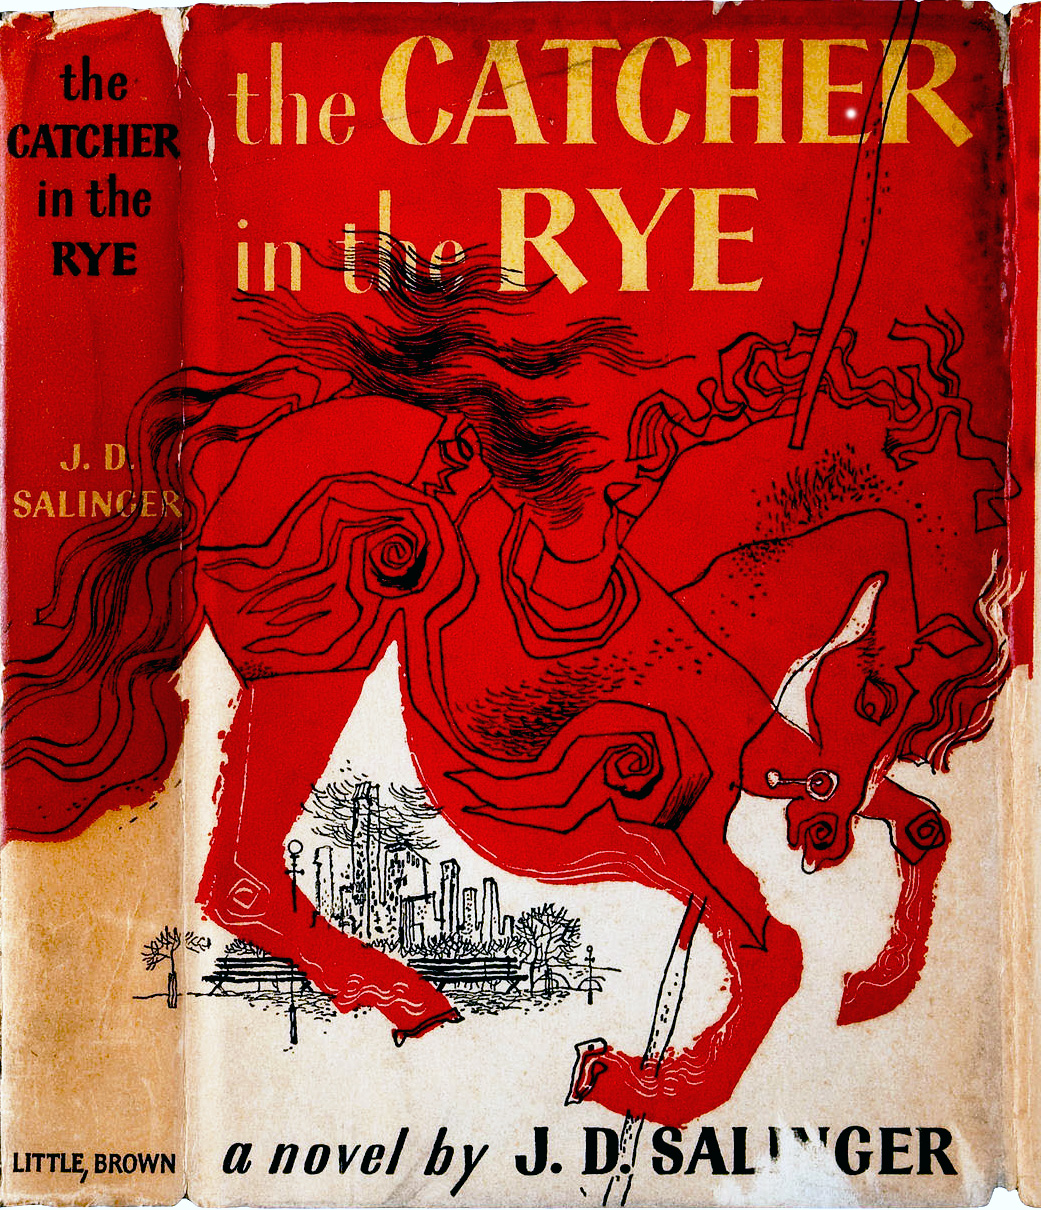 the
CATCHER
in the
RYE
J. D.
SALINGER
LITTLE, BROWN
the CATCHER
in the RYE
a novel by J. D. SALINGER